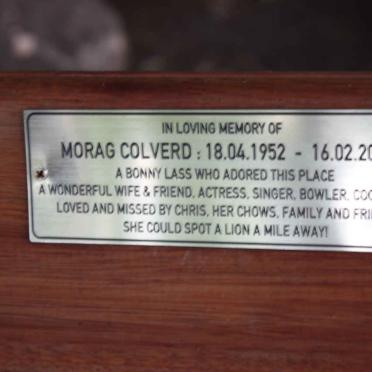 IN LOVING MEMORY OF
MORAG COLVERD : 18.04.1952 - 16.02.20
A BONNY LASS WHO ADORED THIS PLACE
A WONDERFUL WIFE & FRIEND, ACTRESS, SINGER, BOWLER,
LOVED AND MISSED BY CHRIS, HER CHOWS, FAMILY AND
SHE COULD SPOT A LION A MILE AWAY!